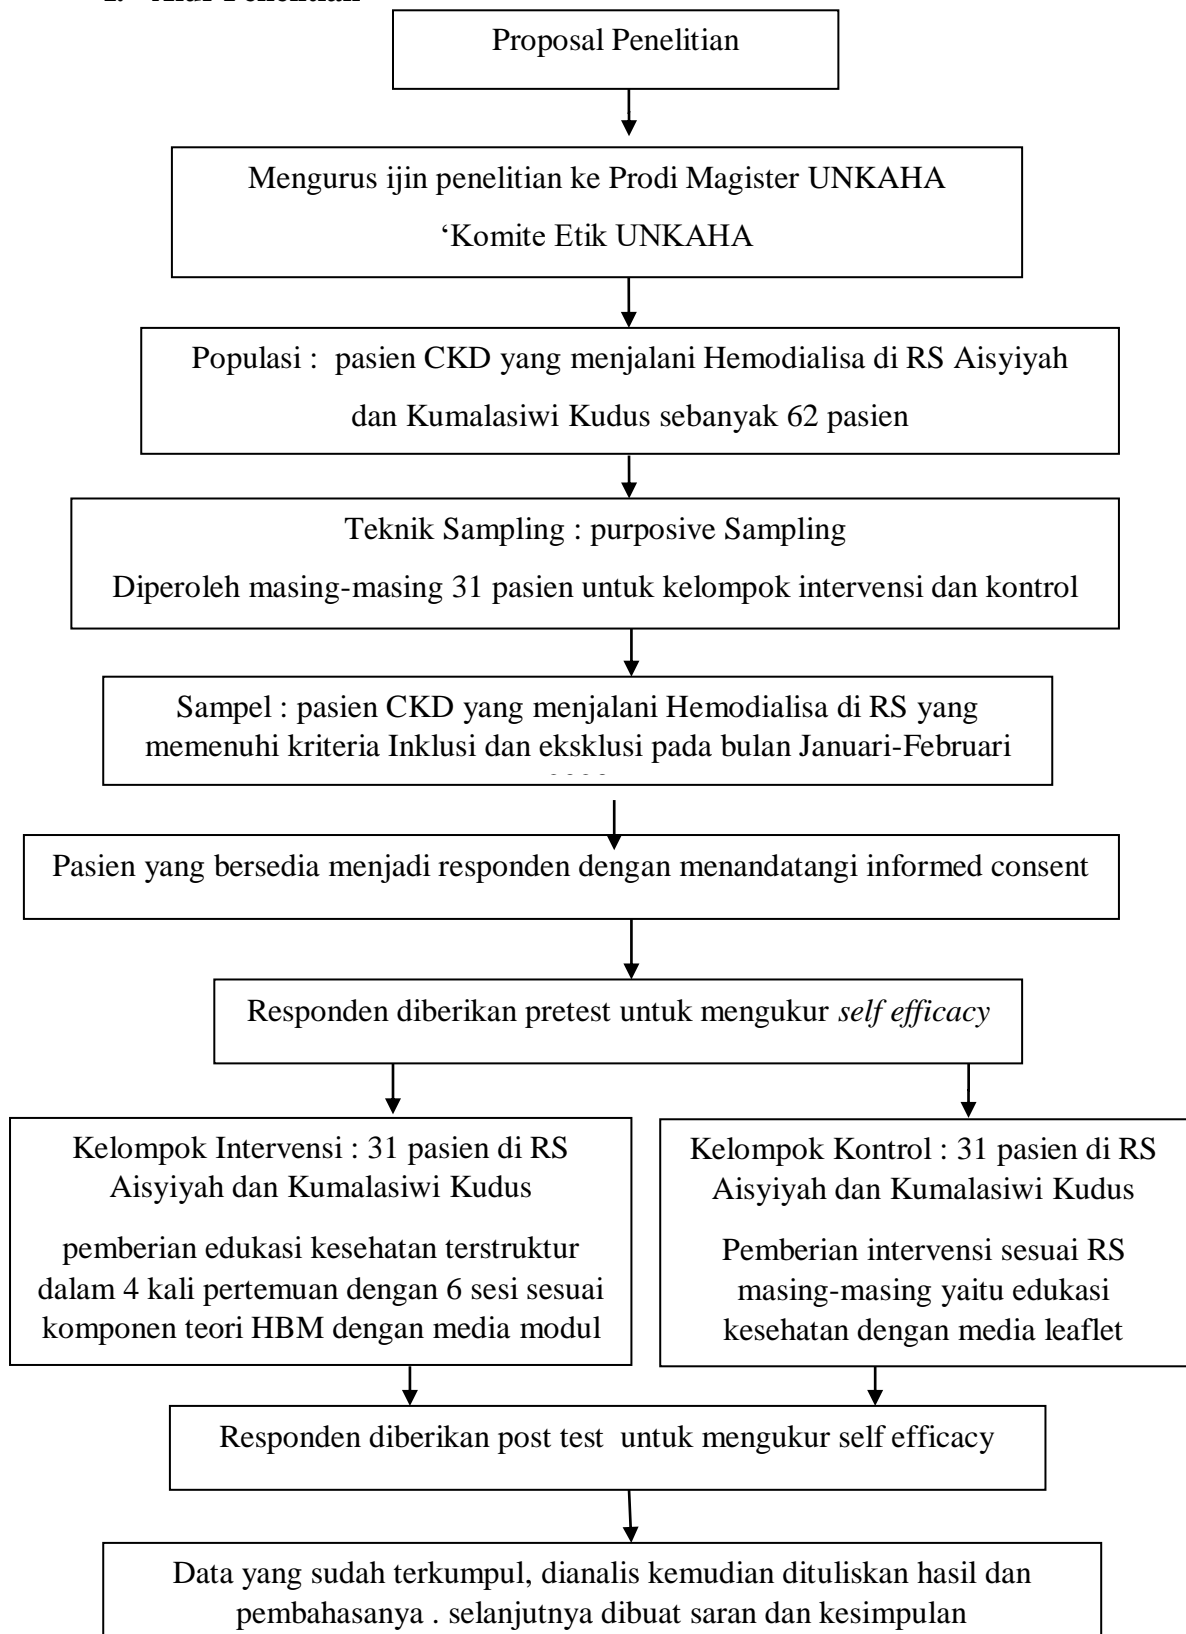 Proposal Penelitian
Mengurus ijin penelitian ke Prodi Magister UNKAHA
‘Komite Etik UNKAHA
Populasi : pasien CKD yang menjalani Hemodialisa di RS Aisyiyah
dan Kumalasiwi Kudus sebanyak 62 pasien
Teknik Sampling : purposive Sampling
Diperoleh masing-masing 31 pasien untuk kelompok intervensi dan kontrol
Sampel : pasien CKD yang menjalani Hemodialisa di RS yang
memenuhi kriteria Inklusi dan eksklusi pada bulan Januari-Februari
Pasien yang bersedia menjadi responden dengan menandatangi informed consent
Responden diberikan pretest untuk mengukur self efficacy
Kelompok Intervensi : 31 pasien di RS
Aisyiyah dan Kumalasiwi Kudus
pemberian edukasi kesehatan terstruktur
dalam 4 kali pertemuan dengan 6 sesi sesuai
komponen teori HBM dengan media modul
Kelompok Kontrol : 31 pasien di RS
Aisyiyah dan Kumalasiwi Kudus
Pemberian intervensi sesuai RS
masing-masing yaitu edukasi
kesehatan dengan media leaflet
Responden diberikan post test untuk mengukur self efficacy
Data yang sudah terkumpul, dianalis kemudian dituliskan hasil dan
pembahasanya . selanjutnya dibuat saran dan kesimpulan